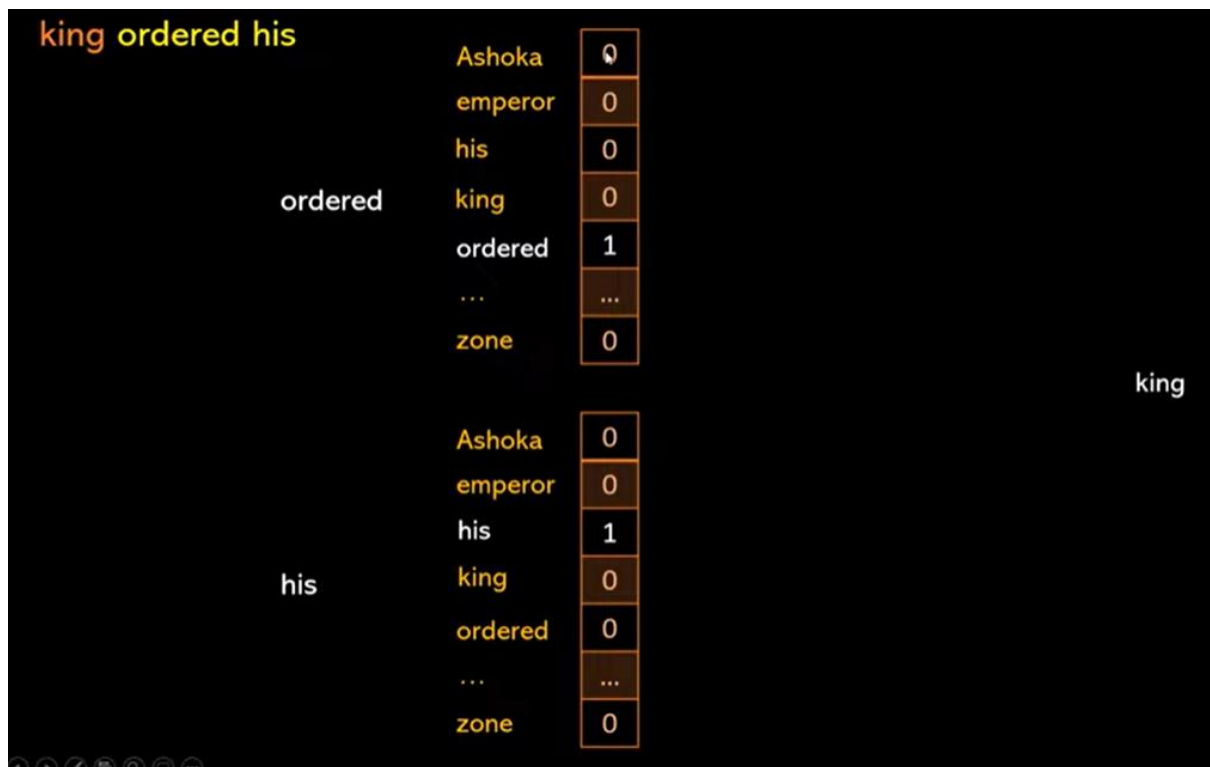 king ordered his
Ashoka 0
emperor 0
his 0
ordered king 0
ordered 1
... ...
zone 0
king
Ashoka 0
emperor 0
his 1
his king 0
ordered 0
... ...
zone 0